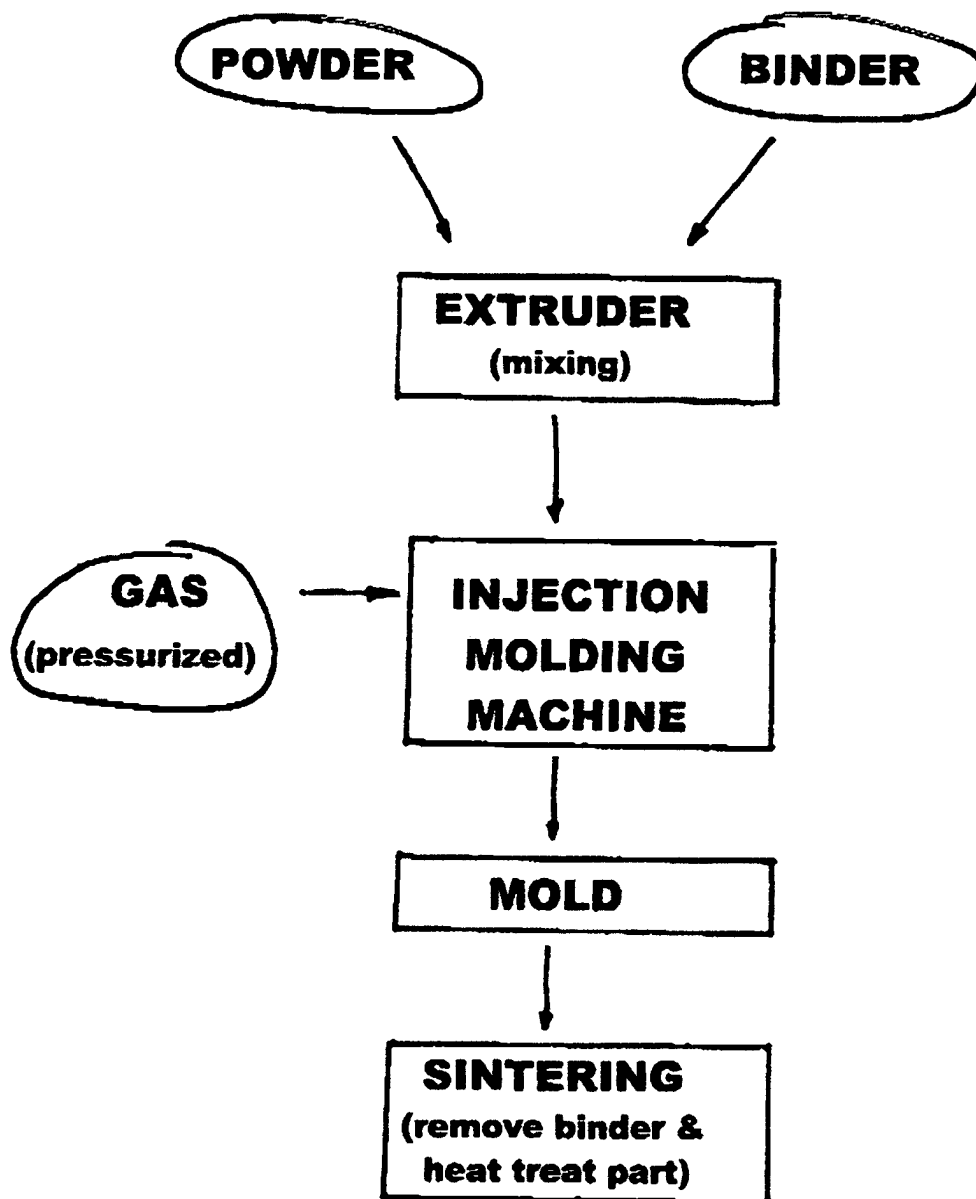 POWDER
BINDER
EXTRUDER
(mixing)
GAS
(pressurized)
INJECTION
MOLDING
MACHINE
MOLD
SINTERING
(remove binder &
heat treat part)